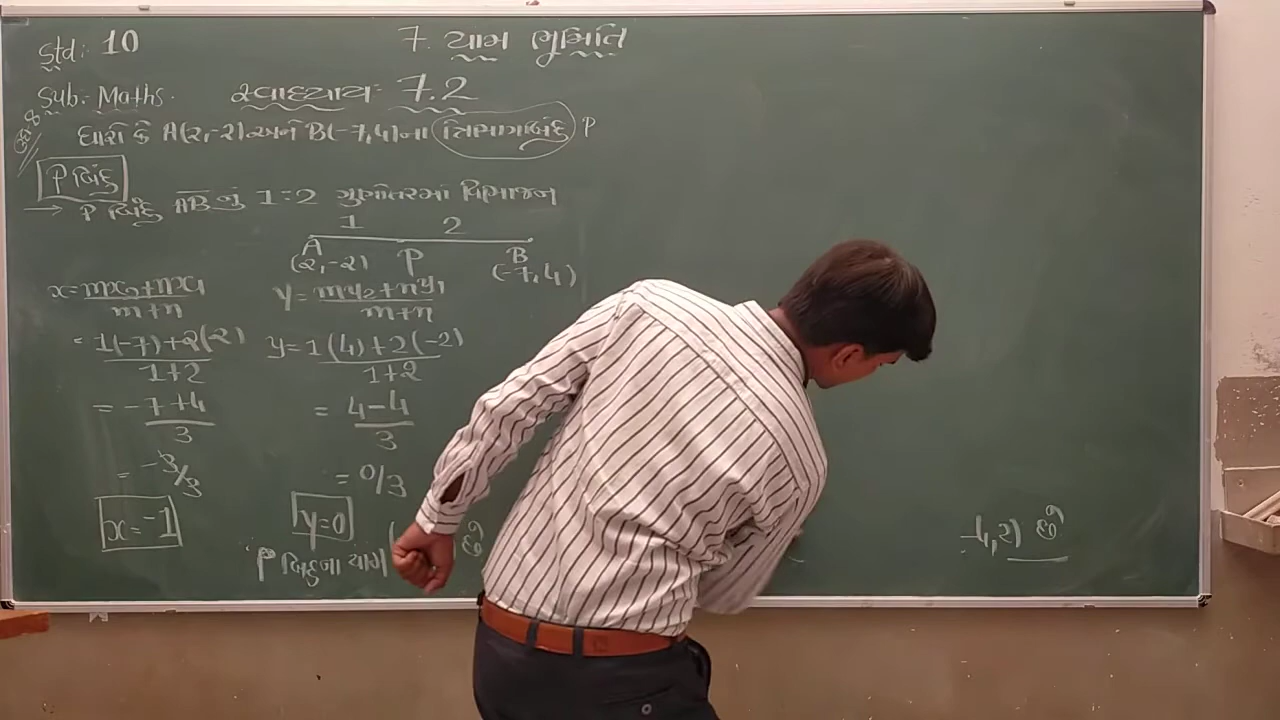 Std: 10
7. યામ ભૂમિતિ
Sub:- Maths.
સ્વાધ્યાય:- 7.2
ઉદા-8
ધારો કે A(2,-2) અને B(-7,4)ના ત્રિભાગબિંદુ P
P બિંદુ
→ P બિંદુ AB નું 1:2 ગુણોત્તરમાં વિભાજન
1 2
A P B
(2,-2) (-7,4)
x = mx₂+nx₁ / m+n
y = my₂+ny₁ / m+n
= 1(-7)+2(2) / 1+2
y = 1(4)+2(-2) / 1+2
= -7+4 / 3
= 4-4 / 3
= -3/3
= 0/3
x = -1
y=0
P બિંદુના યામ ( છે
-4,2) છે